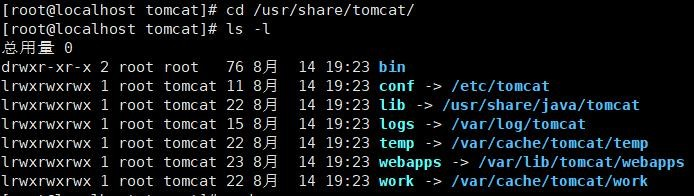 [root@localhost tomcat]# cd /usr/share/tomcat/
[root@localhost tomcat]# ls -l
总用量 0
drwxr-xr-x 2 root root   76 8月  14 19:23 bin
lrwxrwxrwx 1 root tomcat 11 8月  14 19:23 conf -> /etc/tomcat
lrwxrwxrwx 1 root tomcat 22 8月  14 19:23 lib -> /usr/share/java/tomcat
lrwxrwxrwx 1 root tomcat 15 8月  14 19:23 logs -> /var/log/tomcat
lrwxrwxrwx 1 root tomcat 22 8月  14 19:23 temp -> /var/cache/tomcat/temp
lrwxrwxrwx 1 root tomcat 23 8月  14 19:23 webapps -> /var/lib/tomcat/webapps
lrwxrwxrwx 1 root tomcat 22 8月  14 19:23 work -> /var/cache/tomcat/work